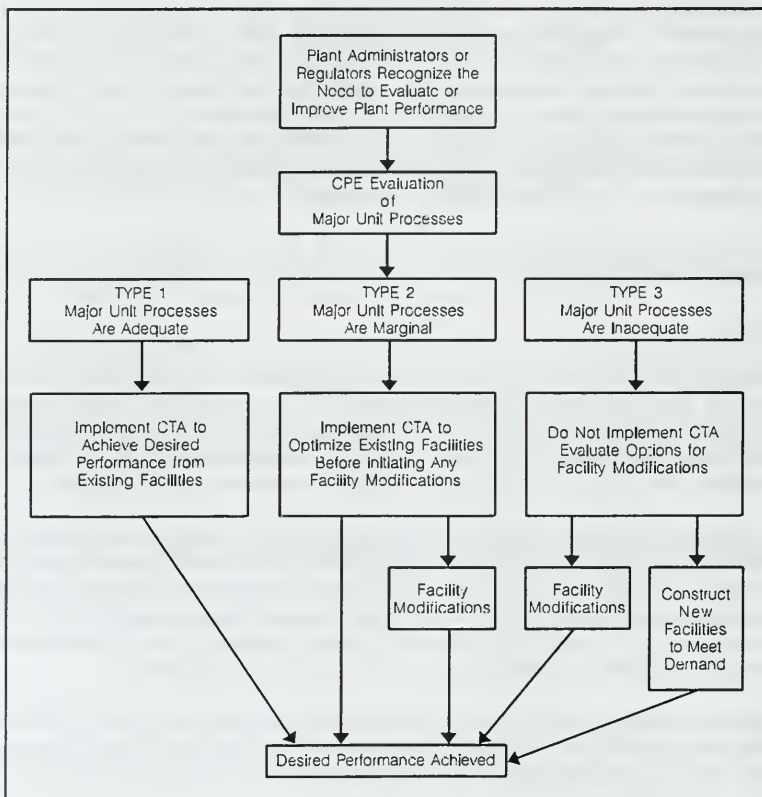 Plant Administrators or
Regulators Recognize the
Need to Evaluate or
Improve Plant Performance
CPE Evaluation
of
Major Unit Processes
TYPE 1
Major Unit Processes
Are Adequate
TYPE 2
Major Unit Processes
Are Marginal
TYPE 3
Major Unit Processes
Are Inacequate
Implement CTA to
Achieve Desired
Performance from
Existing Facilities
Implement CTA to
Optimize Existing Facilities
Before Initiating Any
Facility Modifications
Do Not Implement CTA
Evaluate Options for
Facility Modifications
Facility
Modifications
Facility
Modifications
Construct
New
Facilities
to Meet
Demand
Desired Performance Achieved